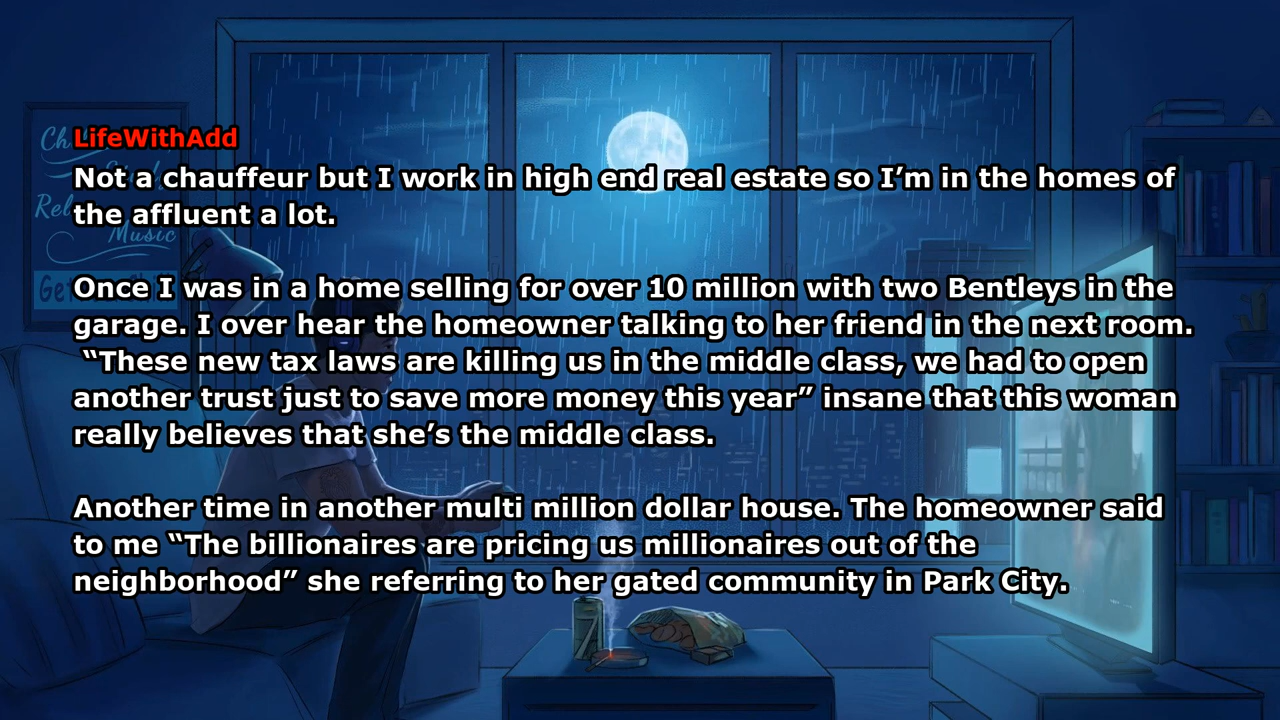 LifeWithAdd
Not a chauffeur but I work in high end real estate so I’m in the homes of
the affluent a lot.
Once I was in a home selling for over 10 million with two Bentleys in the
garage. I over hear the homeowner talking to her friend in the next room.
“These new tax laws are killing us in the middle class, we had to open
another trust just to save more money this year” insane that this woman
really believes that she’s the middle class.
Another time in another multi million dollar house. The homeowner said
to me “The billionaires are pricing us millionaires out of the
neighborhood” she referring to her gated community in Park City.
Music